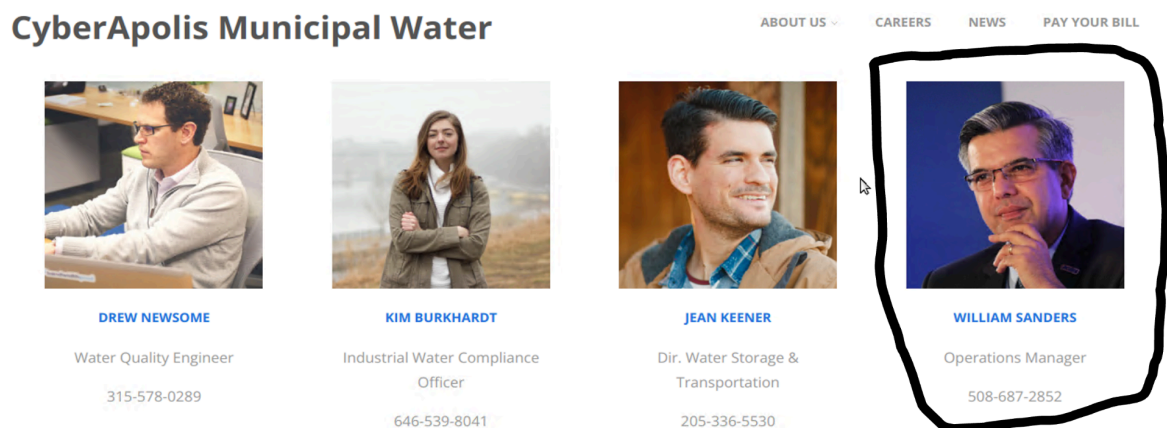 CyberApolis Municipal Water
ABOUT US CAREERS NEWS PAY YOUR BILL
DREW NEWSOME
Water Quality Engineer
315-578-0289
KIM BURKHARDT
Industrial Water Compliance
Officer
646-539-8041
JEAN KEENER
Dir. Water Storage &
Transportation
205-336-5530
WILLIAM SANDERS
Operations Manager
508-687-2852